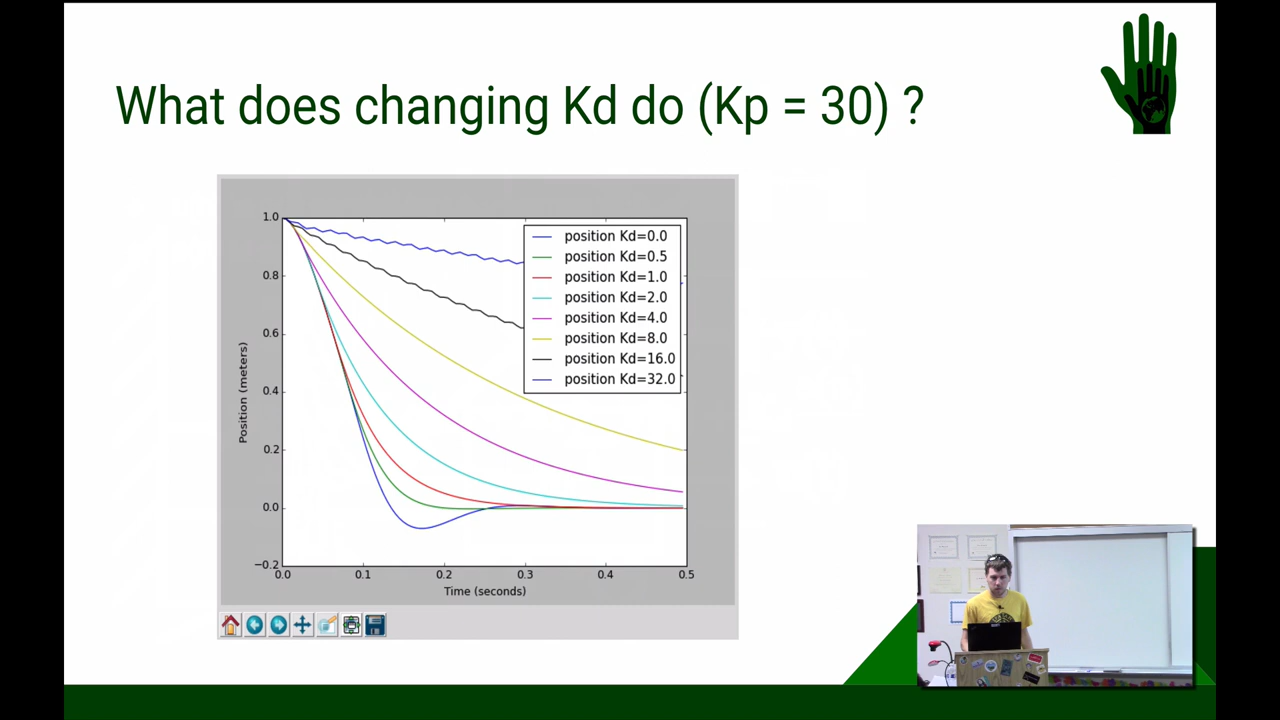 What does changing Kd do (Kp = 30) ?
1.0
0.8
0.6
0.4
0.2
0.0
−0.2
Position (meters)
position Kd=0.0
position Kd=0.5
position Kd=1.0
position Kd=2.0
position Kd=4.0
position Kd=8.0
position Kd=16.0
position Kd=32.0
0.0 0.1 0.2 0.3 0.4 0.5
Time (seconds)